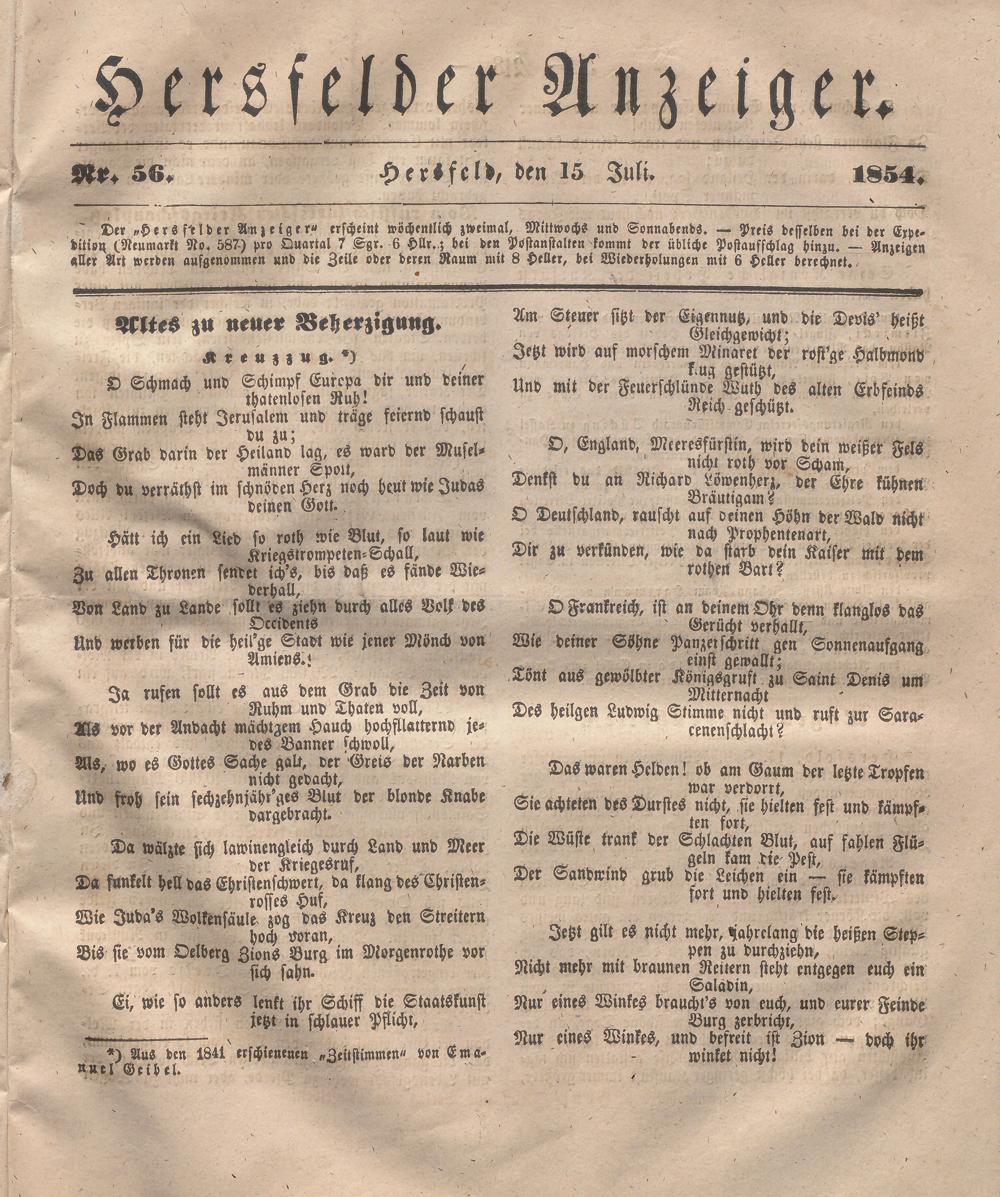 Hersfelder Anzeiger.
Nr. 56. Hersfeld, den 15 Juli. 1854.
Der „Hersfelder Anzeiger“ erscheint wöchentlich zweimal, Mittwochs und Sonnabends. — Preis desselben bei der Expe-
dition (Neumarkt No. 587) pro Quartal 7 Sgr. 6 Hllr.; bei den Postanstalten kommt der übliche Postaufschlag hinzu. — Anzeigen
aller Art werden aufgenommen und die Zeile oder deren Raum mit 8 Heller, bei Wiederholungen mit 6 Heller berechnet.
Altes zu neuer Beherzigung.
Kreuzzug. *)
O Schmach und Schimpf Europa dir und deiner
thatenlosen Ruh!
In Flammen steht Jerusalem und träge feiernd schaust
du zu;
Das Grab darin der Heiland lag, es ward der Musel-
männer Spott,
Doch du verräthst im schnöden Herz noch heut wie Judas
deinen Gott.
Hätt ich ein Lied so roth wie Blut, so laut wie
Kriegstrompeten-Schall,
Zu allen Thronen sendet ich's, bis daß es fände Wie-
derhall,
Von Land zu Lande sollt es ziehn durch alles Volk des
Occidents
Und werben für die heil'ge Stadt wie jener Mönch von
Amiens.!
Ja rufen sollt es aus dem Grab die Zeit von
Ruhm und Thaten voll,
Als vor der Andacht mächtgem Hauch hochflatternd je-
des Banner schwoll,
Als, wo es Gottes Sache galt, der Greis der Narben
nicht gedacht,
Und froh sein sechzehnjähr'ges Blut der blonde Knabe
dargebracht.
Da wälzte sich lawinengleich durch Land und Meer
der Kriegesruf,
Da funkelt hell das Christenschwert, da klang des Christen-
rosses Huf,
Wie Juda's Wolkensäule zog das Kreuz den Streitern
hoch voran,
Bis sie vom Oelberg Zions Burg im Morgenrothe vor
sich sahn.
Ei, wie so anders lenkt ihr Schiff die Staatskunst
jetzt in schlauer Pflicht,
*) Aus den 1841 erschienenen „Zeitstimmen“ von Ema-
nuel Geibel.
Am Steuer sitzt der Eigennutz, und die Devis' heißt
Gleichgewicht;
Jetzt wird auf morschem Minaret der rost'ge Halbmond
klug gestützt,
Und mit der Feuerschlünde Wuth des alten Erbfeinds
Reich geschützt.
O, England, Meeresfürstin, wird dein weißer Fels
nicht roth vor Scham,
Denkst du an Richard Löwenherz, der Ehre kühnen
Bräutigam?
O Deutschland, rauscht auf deinen Höhn der Wald nicht
nach Prophentenart,
Dir zu verkünden, wie da starb dein Kaiser mit dem
rothen Bart?
O Frankreich, ist an deinem Ohr denn klanglos das
Gerücht verhallt,
Wie deiner Söhne Panzerschritt gen Sonnenaufgang
einst gewallt;
Tönt aus gewölbter Königsgruft zu Saint Denis um
Mitternacht
Des heilgen Ludwig Stimme nicht und ruft zur Sara-
cenenschlacht?
Das waren Helden! ob am Gaum der letzte Tropfen
war verdorrt,
Sie achteten des Durstes nicht, sie hielten fest und kämpf-
ten fort,
Die Wüste trank der Schlachten Blut, auf fahlen Flü-
geln kam die Pest,
Der Sandwind grub die Leichen ein — sie kämpften
fort und hielten fest.
Jetzt gilt es nicht mehr, jahrelang die heißen Step-
pen zu durchziehn,
Nicht mehr mit braunen Reitern steht entgegen euch ein
Saladin,
Nur eines Winkes braucht's von euch, und eurer Feinde
Burg zerbricht,
Nur eines Winkes, und befreit ist Zion — doch ihr
winket nicht!